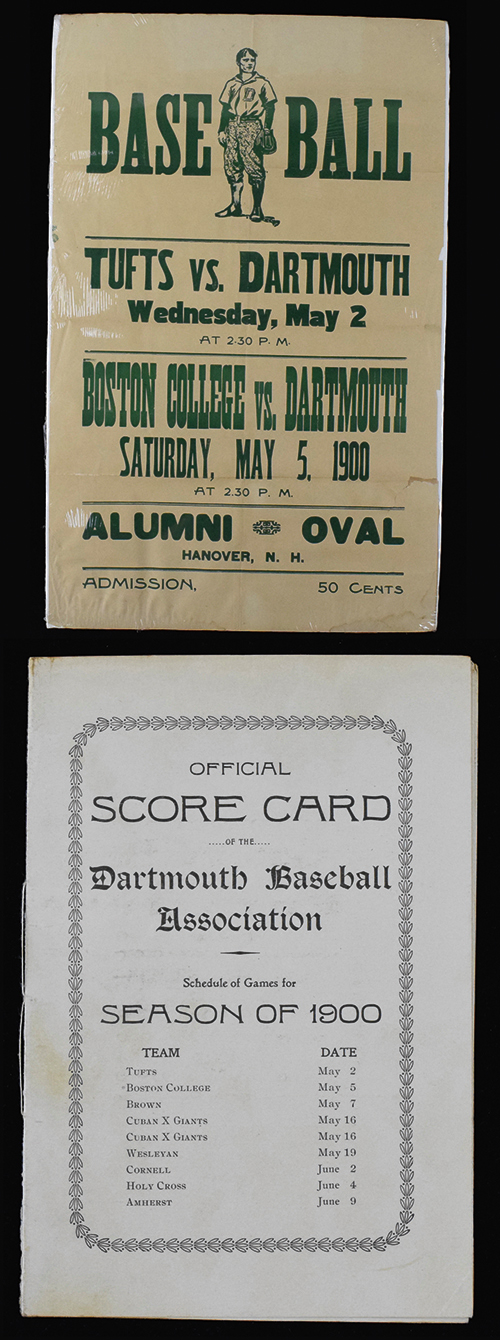 BASE BALL
TUFTS VS. DARTMOUTH
Wednesday, May 2
AT 2.30 P. M.
BOSTON COLLEGE VS. DARTMOUTH
SATURDAY, MAY 5, 1900
AT 2.30 P. M.
ALUMNI OVAL
HANOVER, N. H.
ADMISSION, 50 CENTS
OFFICIAL
SCORE CARD
.....OF THE.....
Dartmouth Baseball
Association
Schedule of Games for
SEASON OF 1900
TEAM DATE
TUFTS May 2
BOSTON COLLEGE May 5
BROWN May 7
CUBAN X GIANTS May 16
CUBAN X GIANTS May 16
WESLEYAN May 19
CORNELL June 2
HOLY CROSS June 4
AMHERST June 9